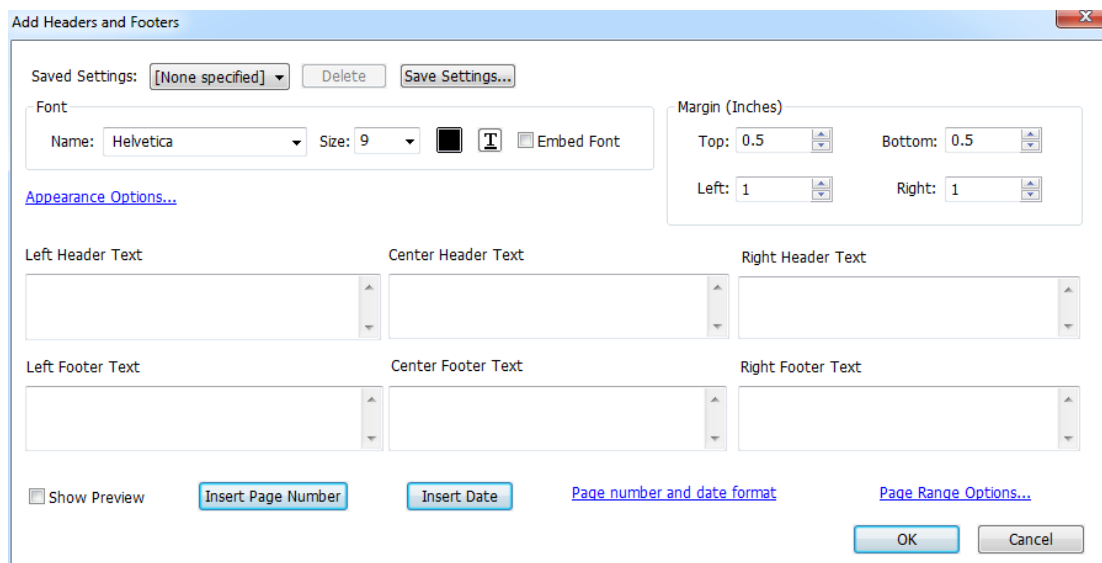 Add Headers and Footers
Saved Settings: [None specified] Delete Save Settings...
Font
Name: Helvetica Size: 9 T Embed Font
Margin (Inches)
Top: 0.5 Bottom: 0.5
Left: 1 Right: 1
Appearance Options...
Left Header Text Center Header Text Right Header Text
Left Footer Text Center Footer Text Right Footer Text
Show Preview Insert Page Number Insert Date Page number and date format Page Range Options...
OK Cancel